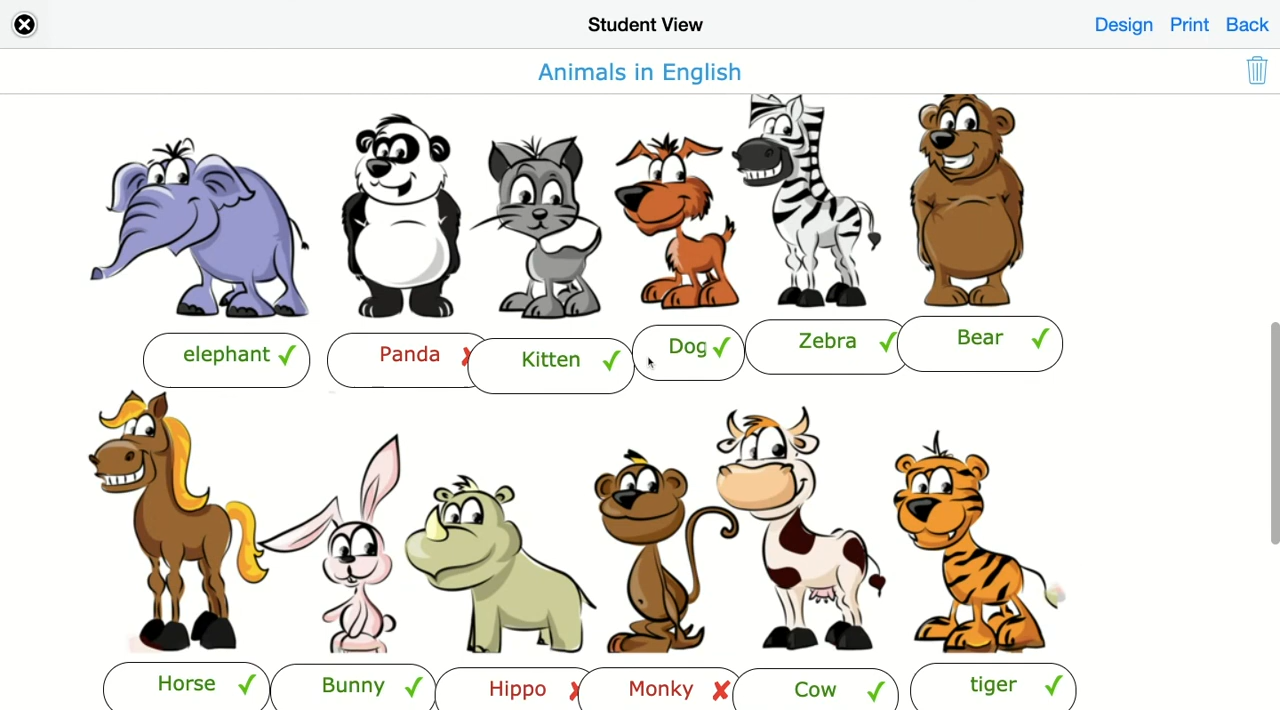 Student View
Design Print Back
Animals in English
elephant
Panda
Kitten
Dog
Zebra
Bear
Horse
Bunny
Hippo
Monky
Cow
tiger